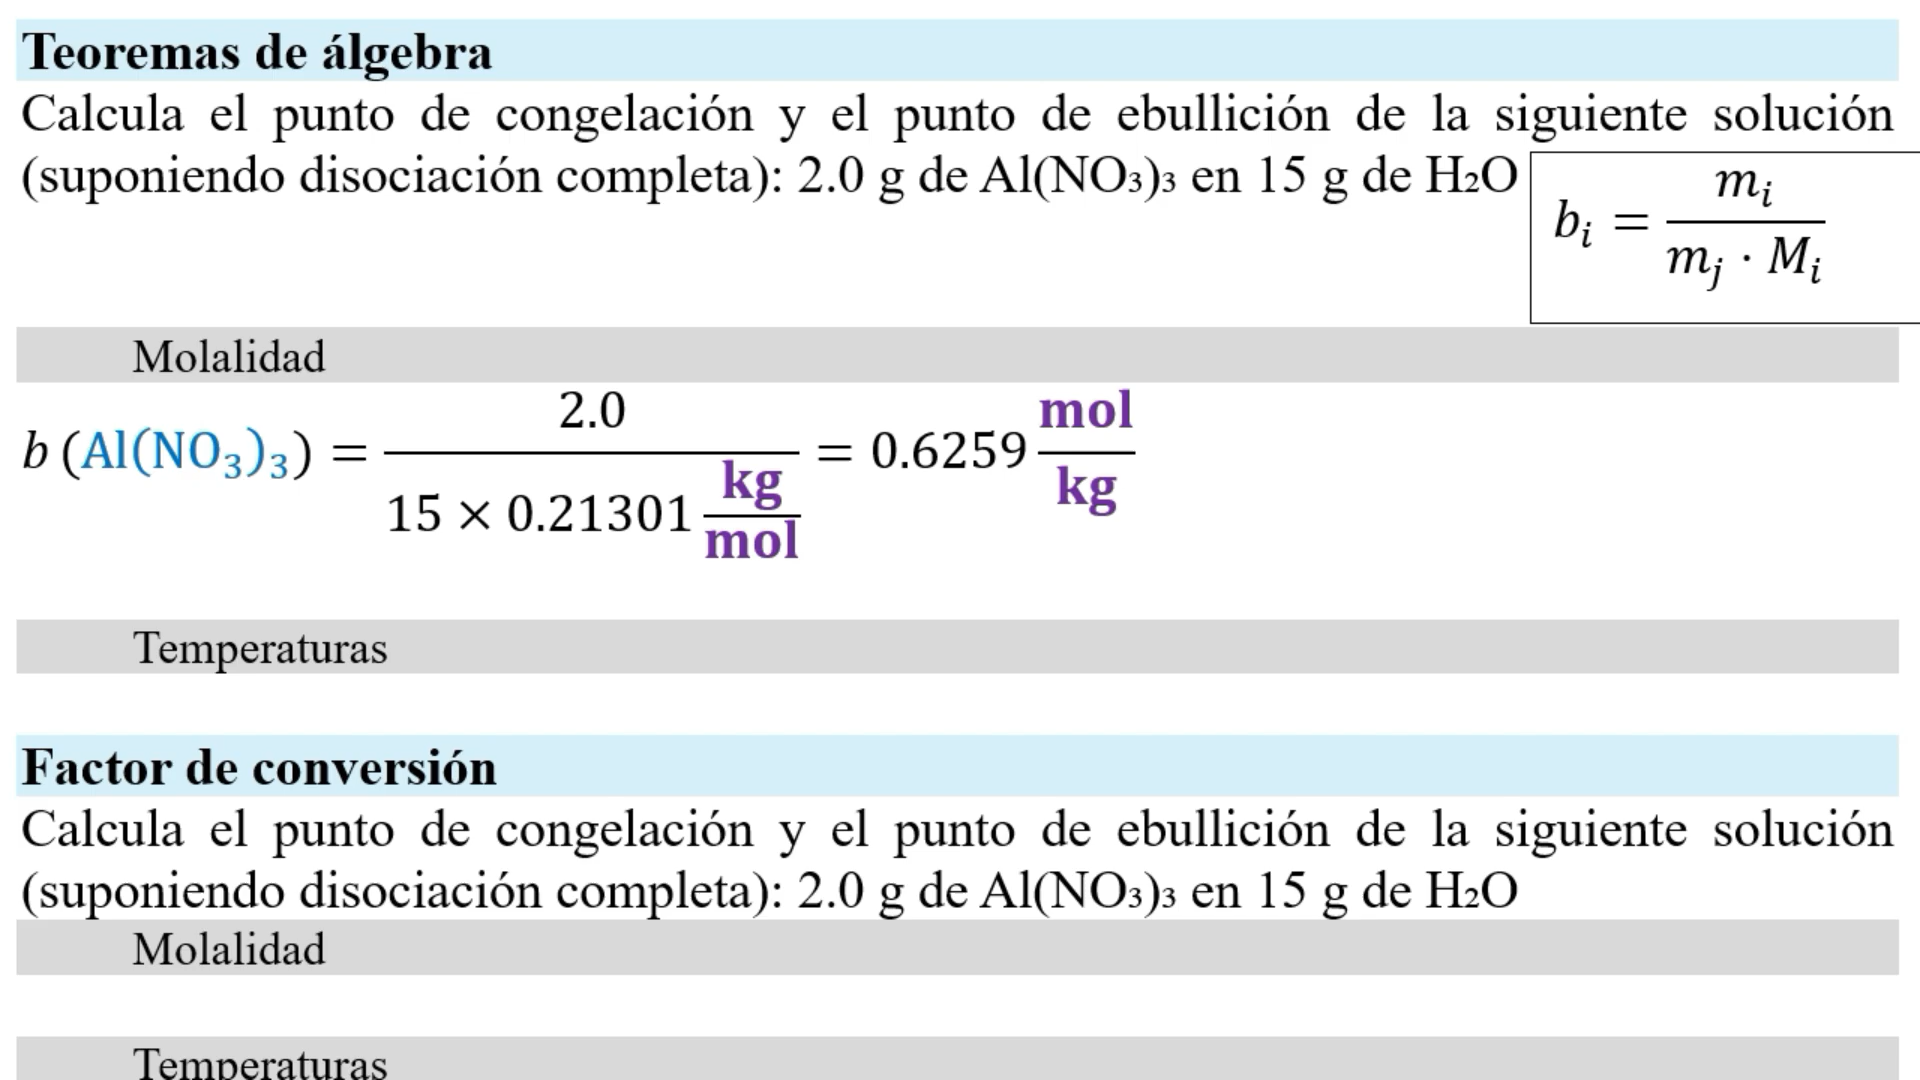 Teoremas de álgebra
Calcula el punto de congelación y el punto de ebullición de la siguiente solución
(suponiendo disociación completa): 2.0 g de Al(NO₃)₃ en 15 g de H₂O
bᵢ = mᵢ / (mⱼ · Mᵢ)
Molalidad
b (Al(NO₃)₃) = 2.0 / (15 × 0.21301 kg/mol) = 0.6259 mol/kg
Temperaturas
Factor de conversión
Calcula el punto de congelación y el punto de ebullición de la siguiente solución
(suponiendo disociación completa): 2.0 g de Al(NO₃)₃ en 15 g de H₂O
Molalidad
Temperaturas